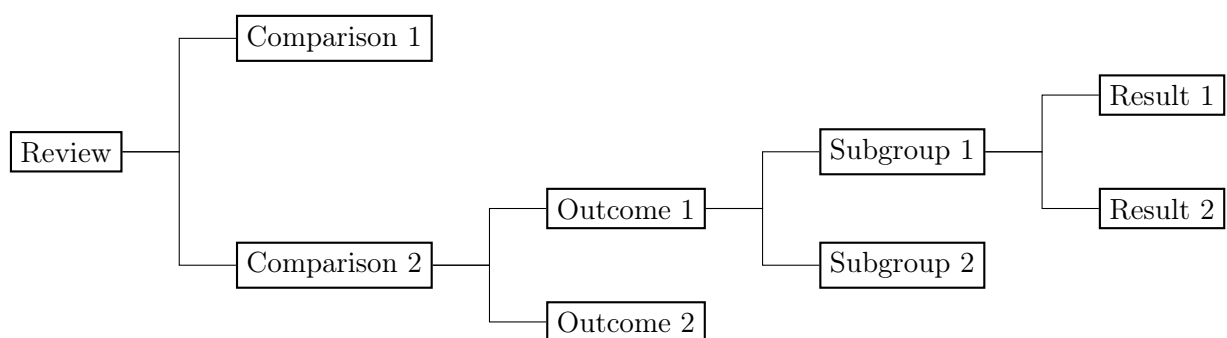 Review
Comparison 1
Comparison 2
Outcome 1
Outcome 2
Subgroup 1
Subgroup 2
Result 1
Result 2